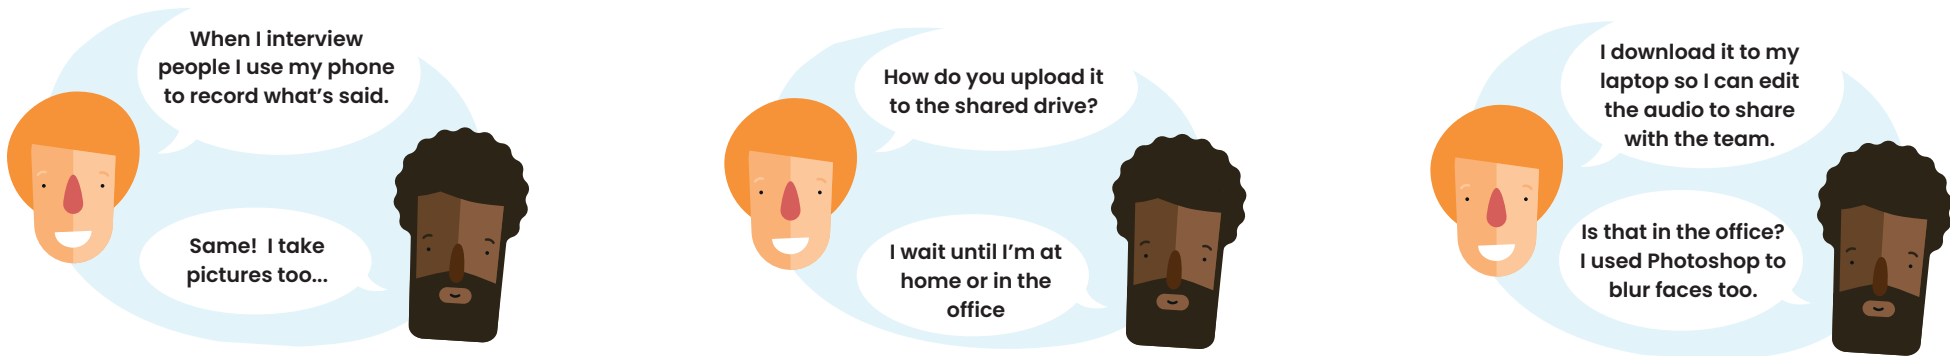 When I interview
people I use my phone
to record what’s said.
Same!  I take
pictures too...
How do you upload it
to the shared drive?
I wait until I’m at
home or in the
office
I download it to my
laptop so I can edit
the audio to share
with the team.
Is that in the office?
I used Photoshop to
blur faces too.